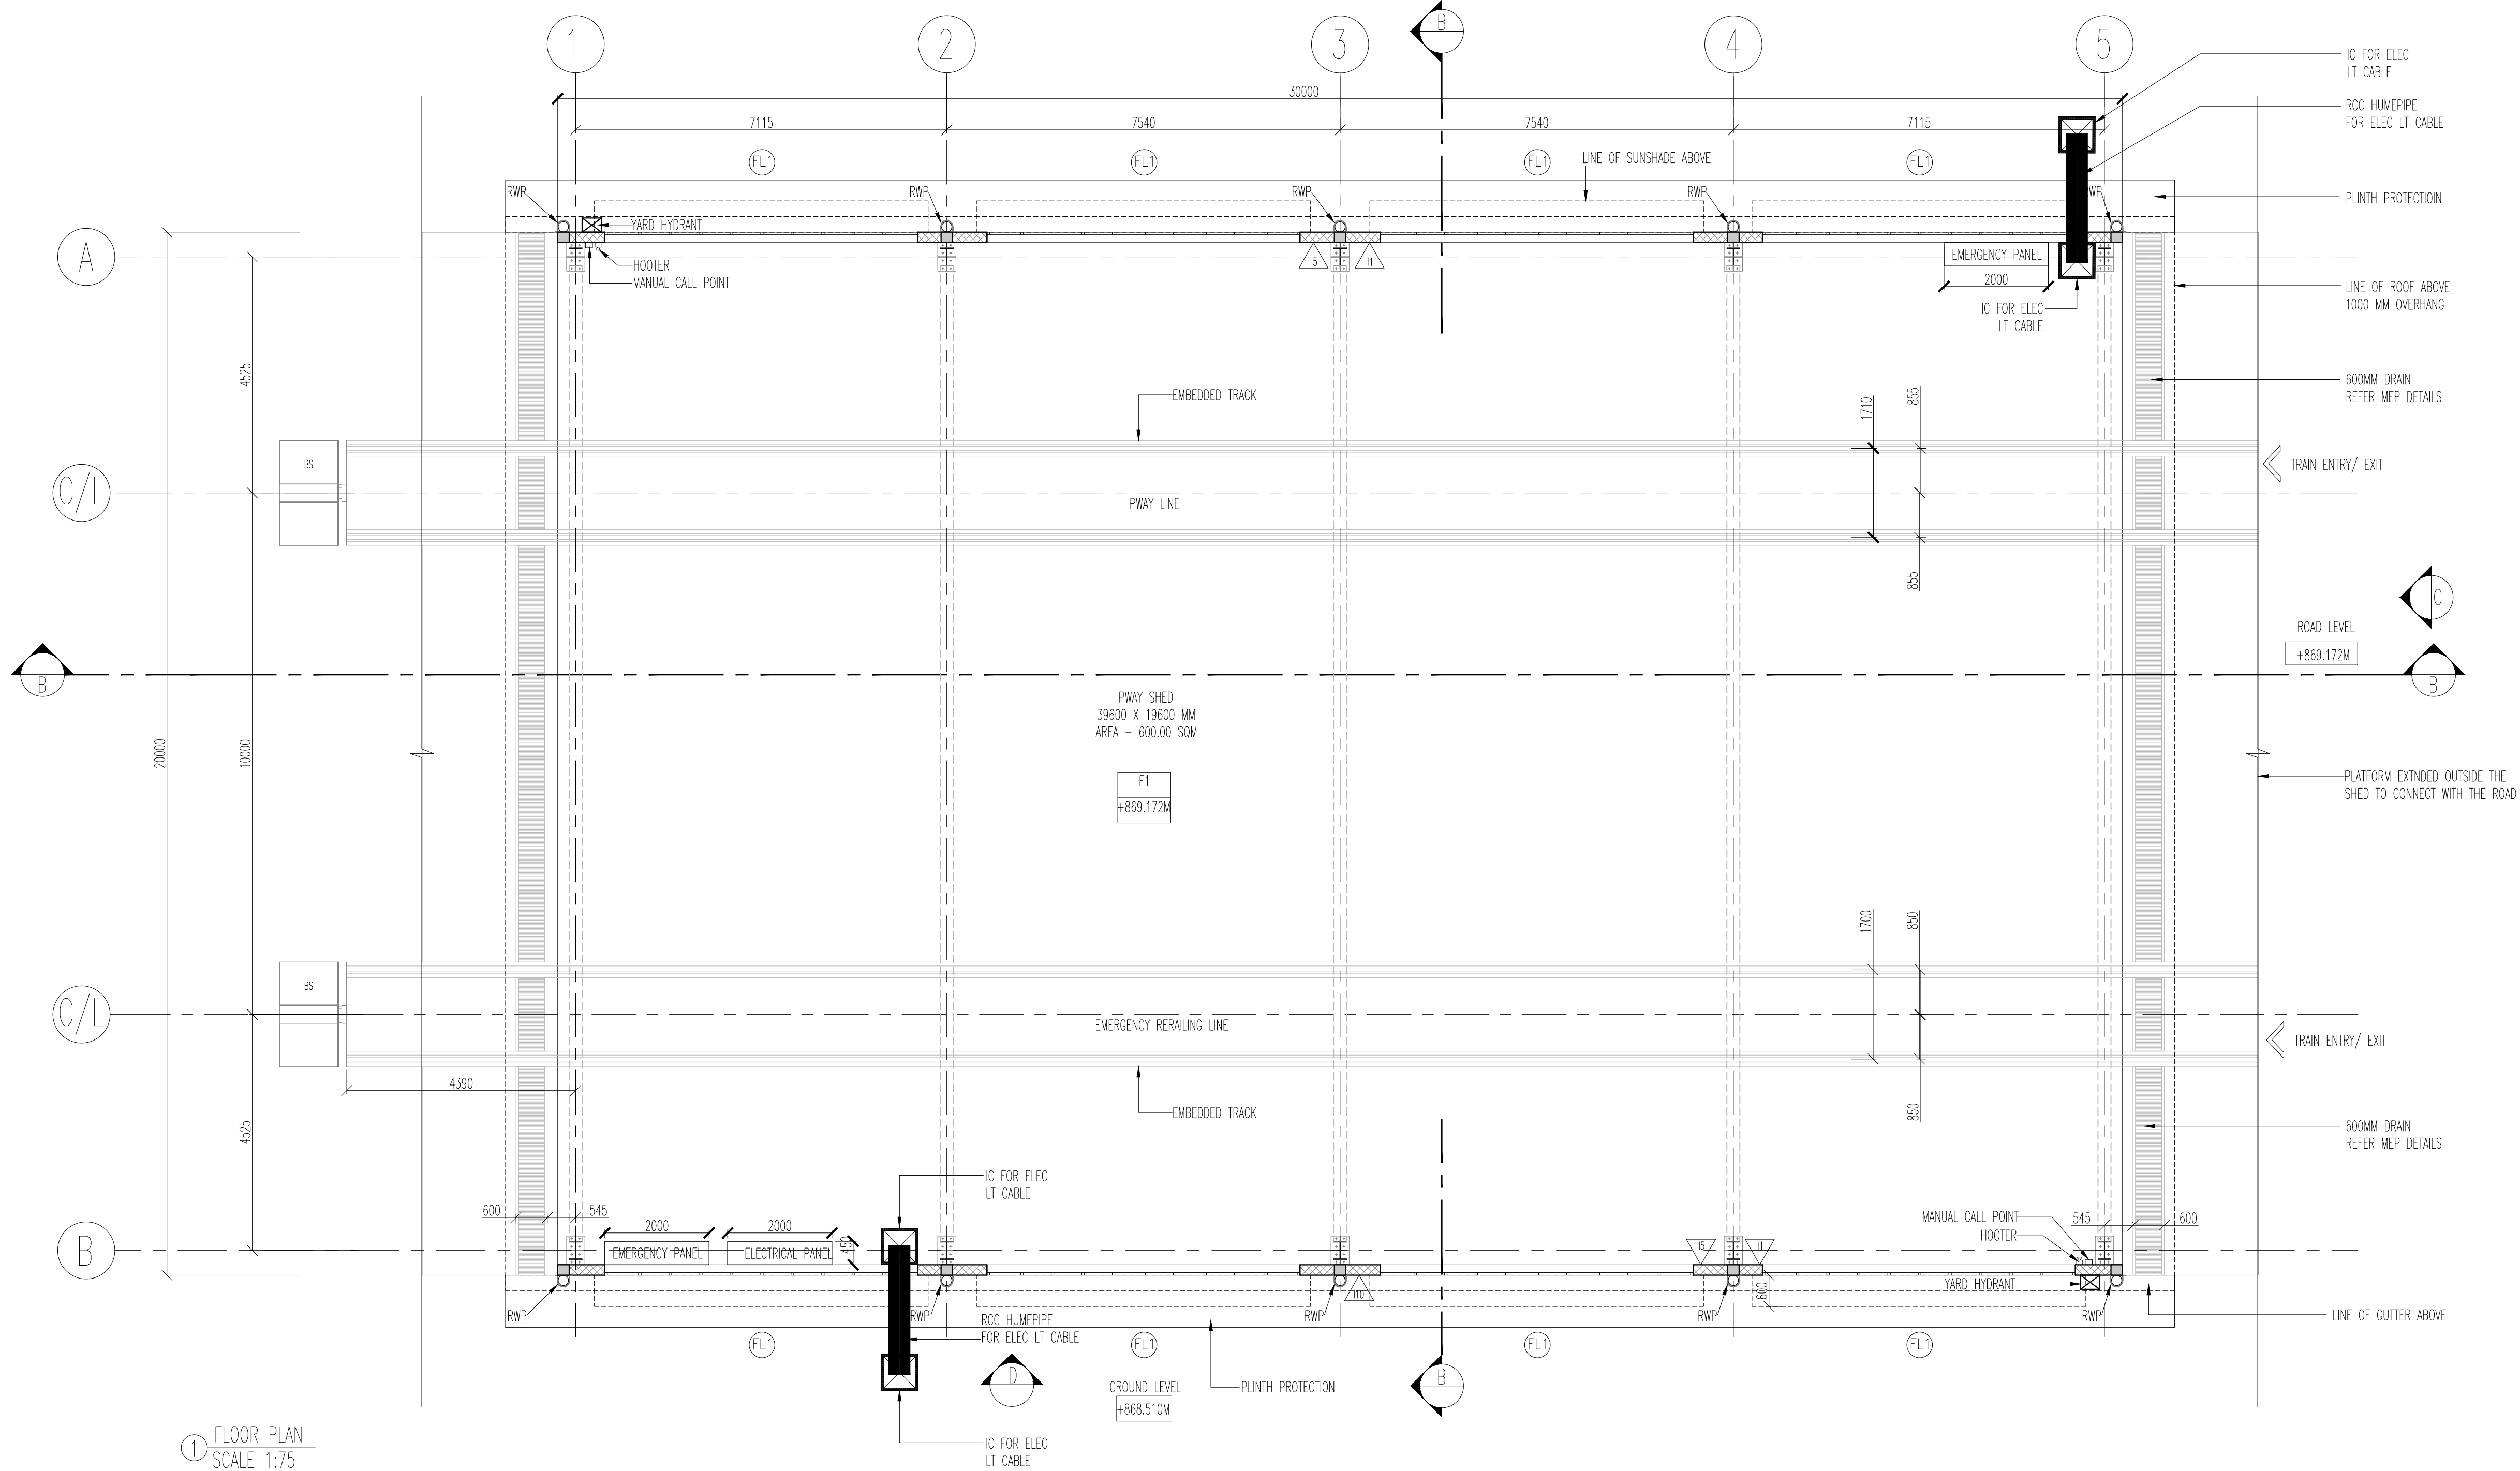 1
2
3
B
4
5
IC FOR ELEC
LT CABLE
RCC HUMEPIPE
FOR ELEC LT CABLE
30000
7115
7540
7540
7115
FL1
FL1
FL1
LINE OF SUNSHADE ABOVE
FL1
RWP
RWP
RWP
RWP
WP
PLINTH PROTECTIOIN
YARD HYDRANT
A
HOOTER
MANUAL CALL POINT
I5
I1
EMERGENCY PANEL
2000
IC FOR ELEC
LT CABLE
LINE OF ROOF ABOVE
1000 MM OVERHANG
4525
EMBEDDED TRACK
1710
855
600MM DRAIN
REFER MEP DETAILS
BS
TRAIN ENTRY/ EXIT
C/L
PWAY LINE
855
C
ROAD LEVEL
+869.172M
B
B
PWAY SHED
39600 X 19600 MM
AREA - 600.00 SQM
20000
10000
F1
+869.172M
PLATFORM EXTNDED OUTSIDE THE
SHED TO CONNECT WITH THE ROAD
1700
850
BS
C/L
EMERGENCY RERAILING LINE
TRAIN ENTRY/ EXIT
4390
EMBEDDED TRACK
850
4525
600MM DRAIN
REFER MEP DETAILS
IC FOR ELEC
LT CABLE
600
545
2000
2000
MANUAL CALL POINT
HOOTER
545
600
B
EMERGENCY PANEL
ELECTRICAL PANEL
450
I5
I1
YARD HYDRANT
I10
600
RWP
RWP
RWP
RWP
RWP
LINE OF GUTTER ABOVE
RCC HUMEPIPE
FOR ELEC LT CABLE
FL1
FL1
FL1
FL1
D
GROUND LEVEL
+868.510M
PLINTH PROTECTION
B
IC FOR ELEC
LT CABLE
1
FLOOR PLAN
SCALE 1:75